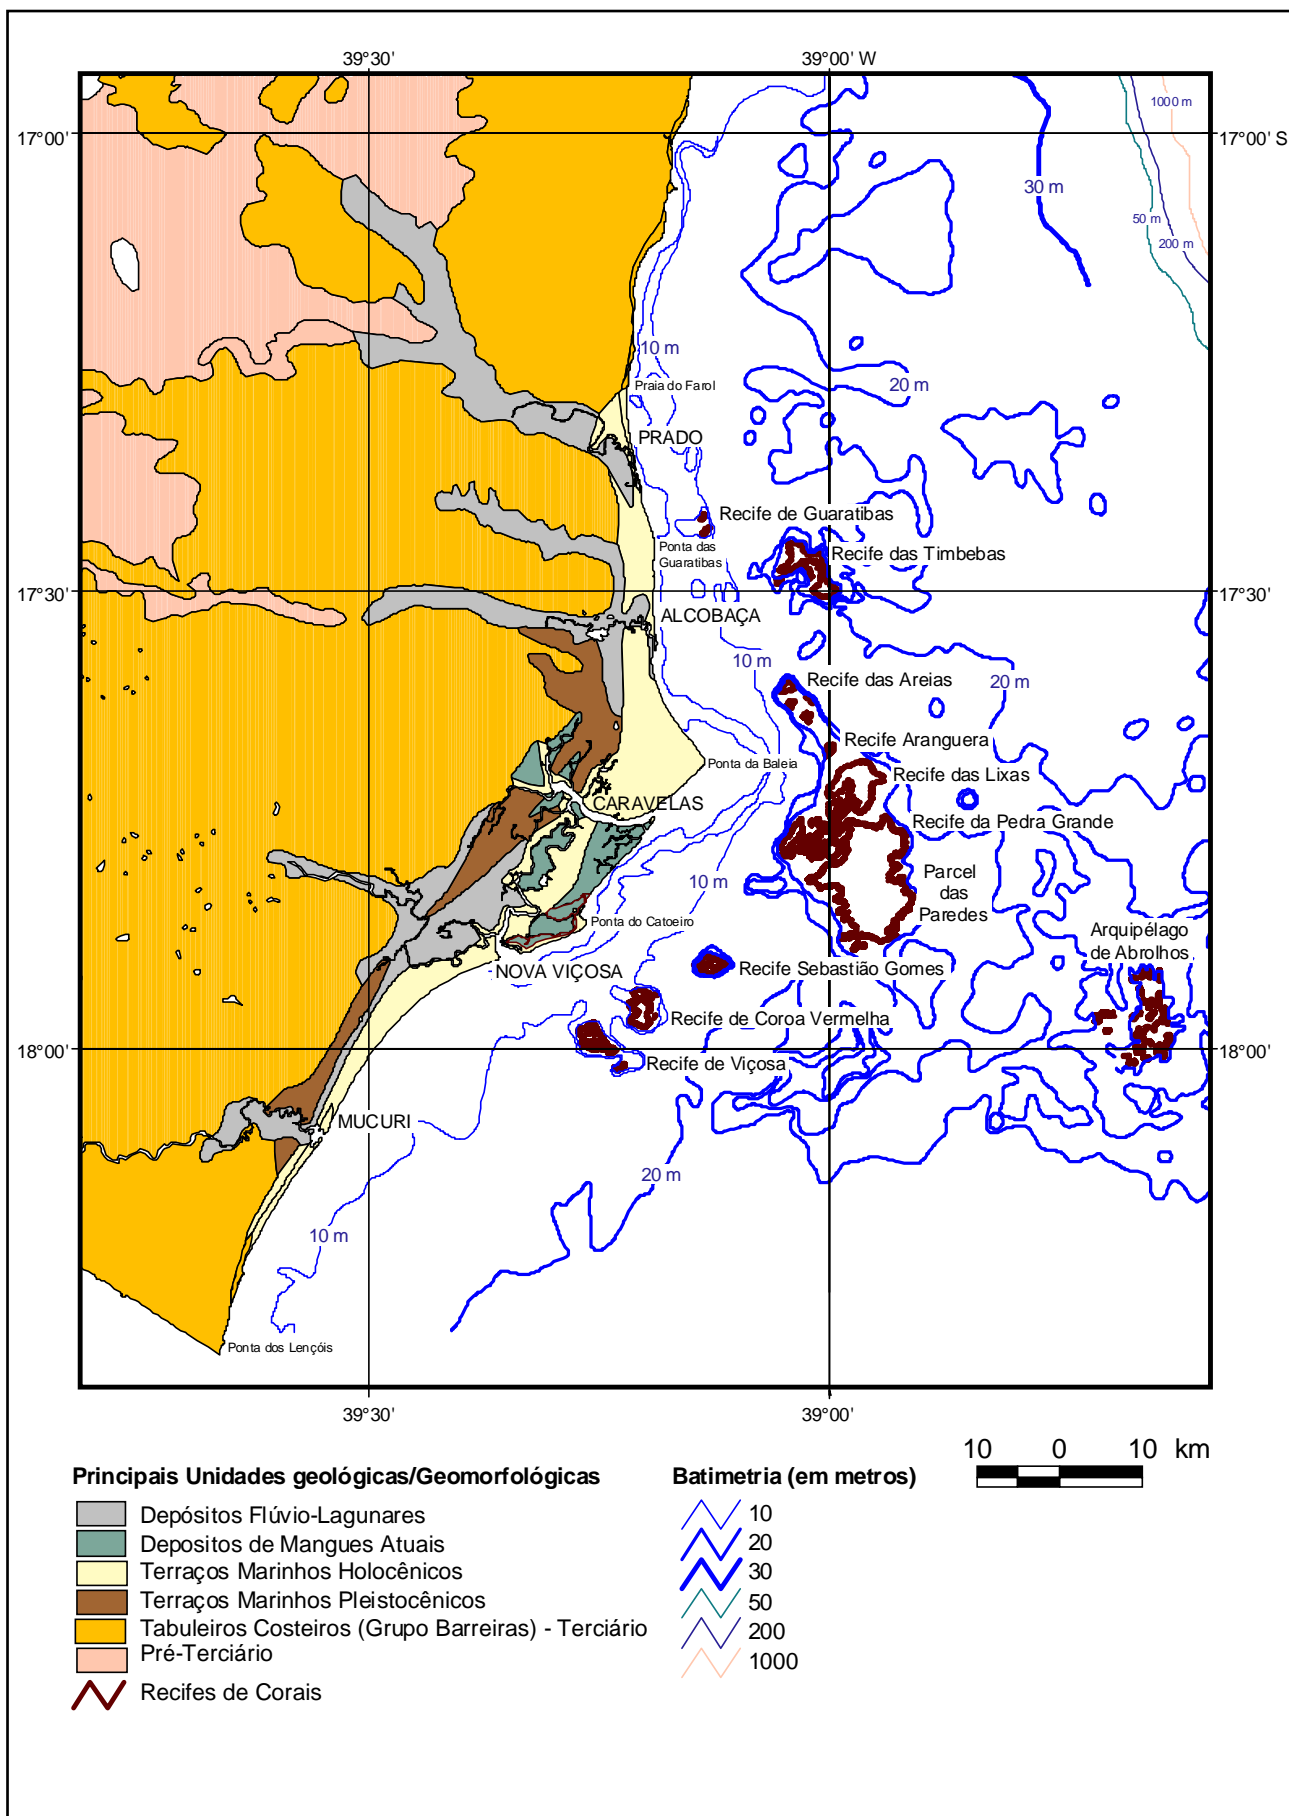 39°30'
39°00' W
1000 m
17°00'
17°00' S
30 m
50 m
200 m
10 m
Praia do Farol
20 m
PRADO
Recife de Guaratibas
Ponta das
Guaratibas
Recife das Timbebas
17°30'
17°30'
ALCOBAÇA
10 m
Recife das Areias
20 m
Recife Aranguera
Ponta da Baleia
Recife das Lixas
CARAVELAS
Recife da Pedra Grande
10 m
Parcel
das
Paredes
Ponta do Catoeiro
Arquipélago
de Abrolhos
NOVA VIÇOSA
Recife Sebastião Gomes
Recife de Coroa Vermelha
18°00'
18°00'
Recife de Viçosa
MUCURI
20 m
10 m
Ponta dos Lençóis
39°30'
39°00'
10 0 10 km
Principais Unidades geológicas/Geomorfológicas
Depósitos Flúvio-Lagunares
Depositos de Mangues Atuais
Terraços Marinhos Holocênicos
Terraços Marinhos Pleistocênicos
Tabuleiros Costeiros (Grupo Barreiras) - Terciário
Pré-Terciário
Recifes de Corais
Batimetria (em metros)
10
20
30
50
200
1000